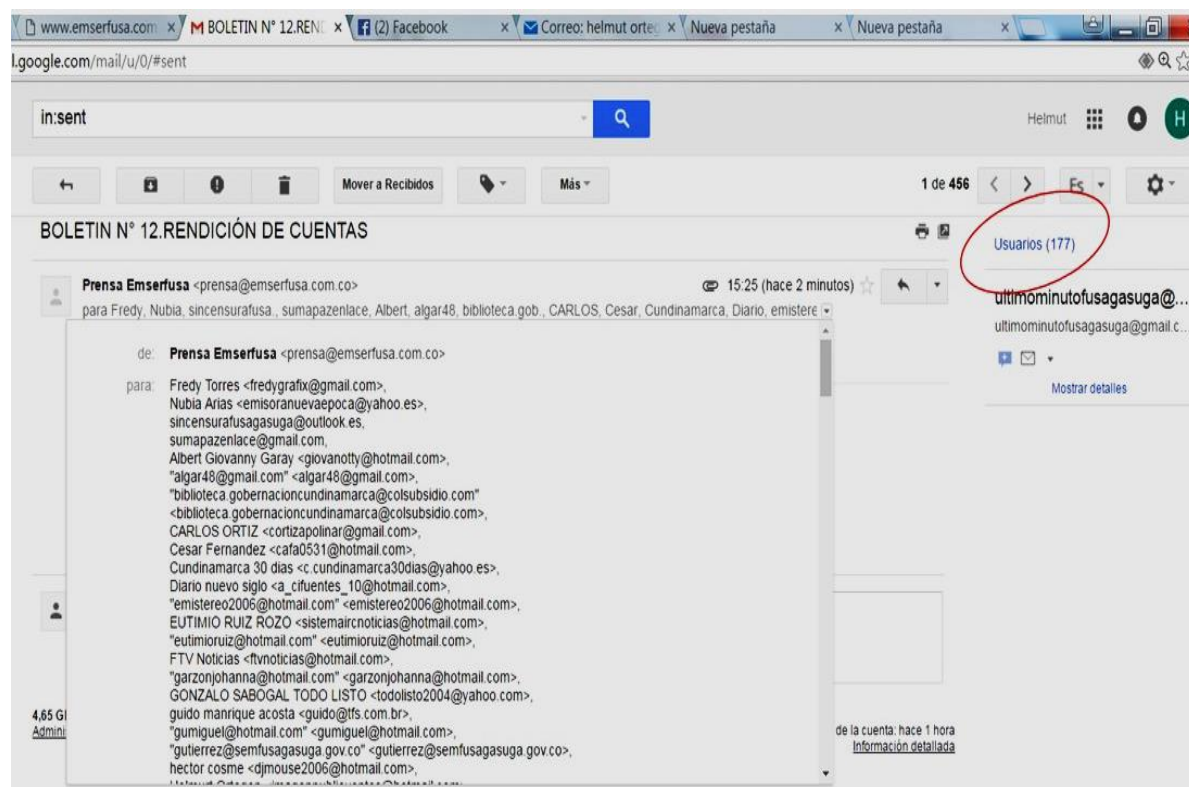 www.emserfusa.com
BOLETIN N° 12.REND
(2) Facebook
Correo: helmut orteg
Nueva pestaña
Nueva pestaña
l.google.com/mail/u/0/#sent
in:sent
Helmut
H
Mover a Recibidos
Más
1 de 456
Es
BOLETIN N° 12.RENDICIÓN DE CUENTAS
Usuarios (177)
Prensa Emserfusa <prensa@emserfusa.com.co>
15:25 (hace 2 minutos)
para Fredy, Nubia, sincensurafusa., sumapazenlace, Albert, algar48, biblioteca.gob., CARLOS, Cesar, Cundinamarca, Diario, emistere
ultimominutofusagasuga@...
ultimominutofusagasuga@gmail.c...
Mostrar detalles
de: Prensa Emserfusa <prensa@emserfusa.com.co>
para: Fredy Torres <fredygrafix@gmail.com>,
Nubia Arias <emisoranuevaepoca@yahoo.es>,
sincensurafusagasuga@outlook.es,
sumapazenlace@gmail.com,
Albert Giovanny Garay <giovanotty@hotmail.com>,
"algar48@gmail.com" <algar48@gmail.com>,
"biblioteca.gobernacioncundinamarca@colsubsidio.com"
<biblioteca.gobernacioncundinamarca@colsubsidio.com>,
CARLOS ORTIZ <cortizapolinar@gmail.com>,
Cesar Fernandez <cafa0531@hotmail.com>,
Cundinamarca 30 dias <c.cundinamarca30dias@yahoo.es>,
Diario nuevo siglo <a_cifuentes_10@hotmail.com>,
"emistereo2006@hotmail.com" <emistereo2006@hotmail.com>,
EUTIMIO RUIZ ROZO <sistemaircnoticias@hotmail.com>,
"eutimioruiz@hotmail.com" <eutimioruiz@hotmail.com>,
FTV Noticias <ftvnoticias@hotmail.com>,
"garzonjohanna@hotmail.com" <garzonjohanna@hotmail.com>,
GONZALO SABOGAL TODO LISTO <todolisto2004@yahoo.com>,
guido manrique acosta <guido@tfs.com.br>,
"gumiguel@hotmail.com" <gumiguel@hotmail.com>,
"gutierrez@semfusagasuga.gov.co" <gutierrez@semfusagasuga.gov.co>,
hector cosme <djmouse2006@hotmail.com>,
4,65 G
Admini
de la cuenta: hace 1 hora
Información detallada